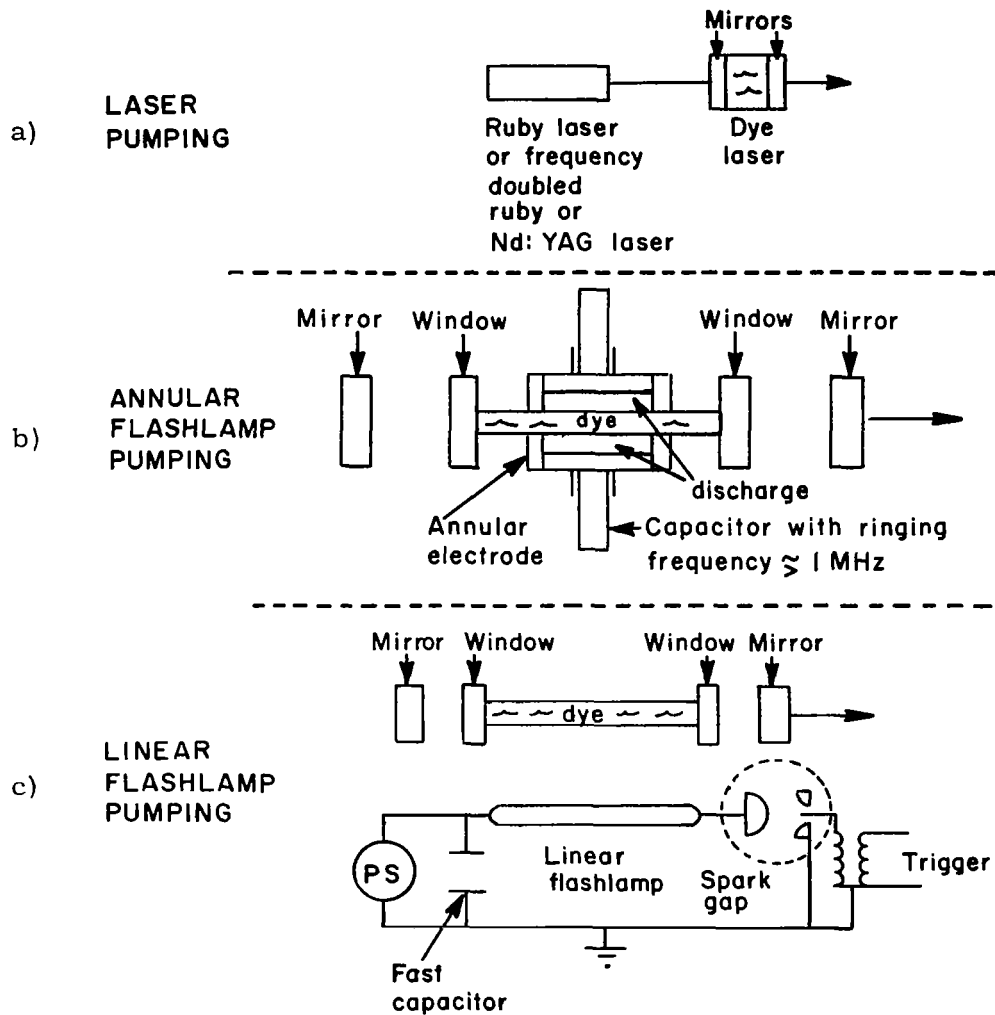 a)
LASER
PUMPING
Mirrors
Ruby laser
or frequency
doubled
ruby or
Nd: YAG laser
Dye
laser
b)
ANNULAR
FLASHLAMP
PUMPING
Mirror
Window
Window
Mirror
dye
discharge
Annular
electrode
Capacitor with ringing
frequency ≳ 1 MHz
c)
LINEAR
FLASHLAMP
PUMPING
Mirror
Window
Window
Mirror
dye
PS
Linear
flashlamp
Spark
gap
Trigger
Fast
capacitor